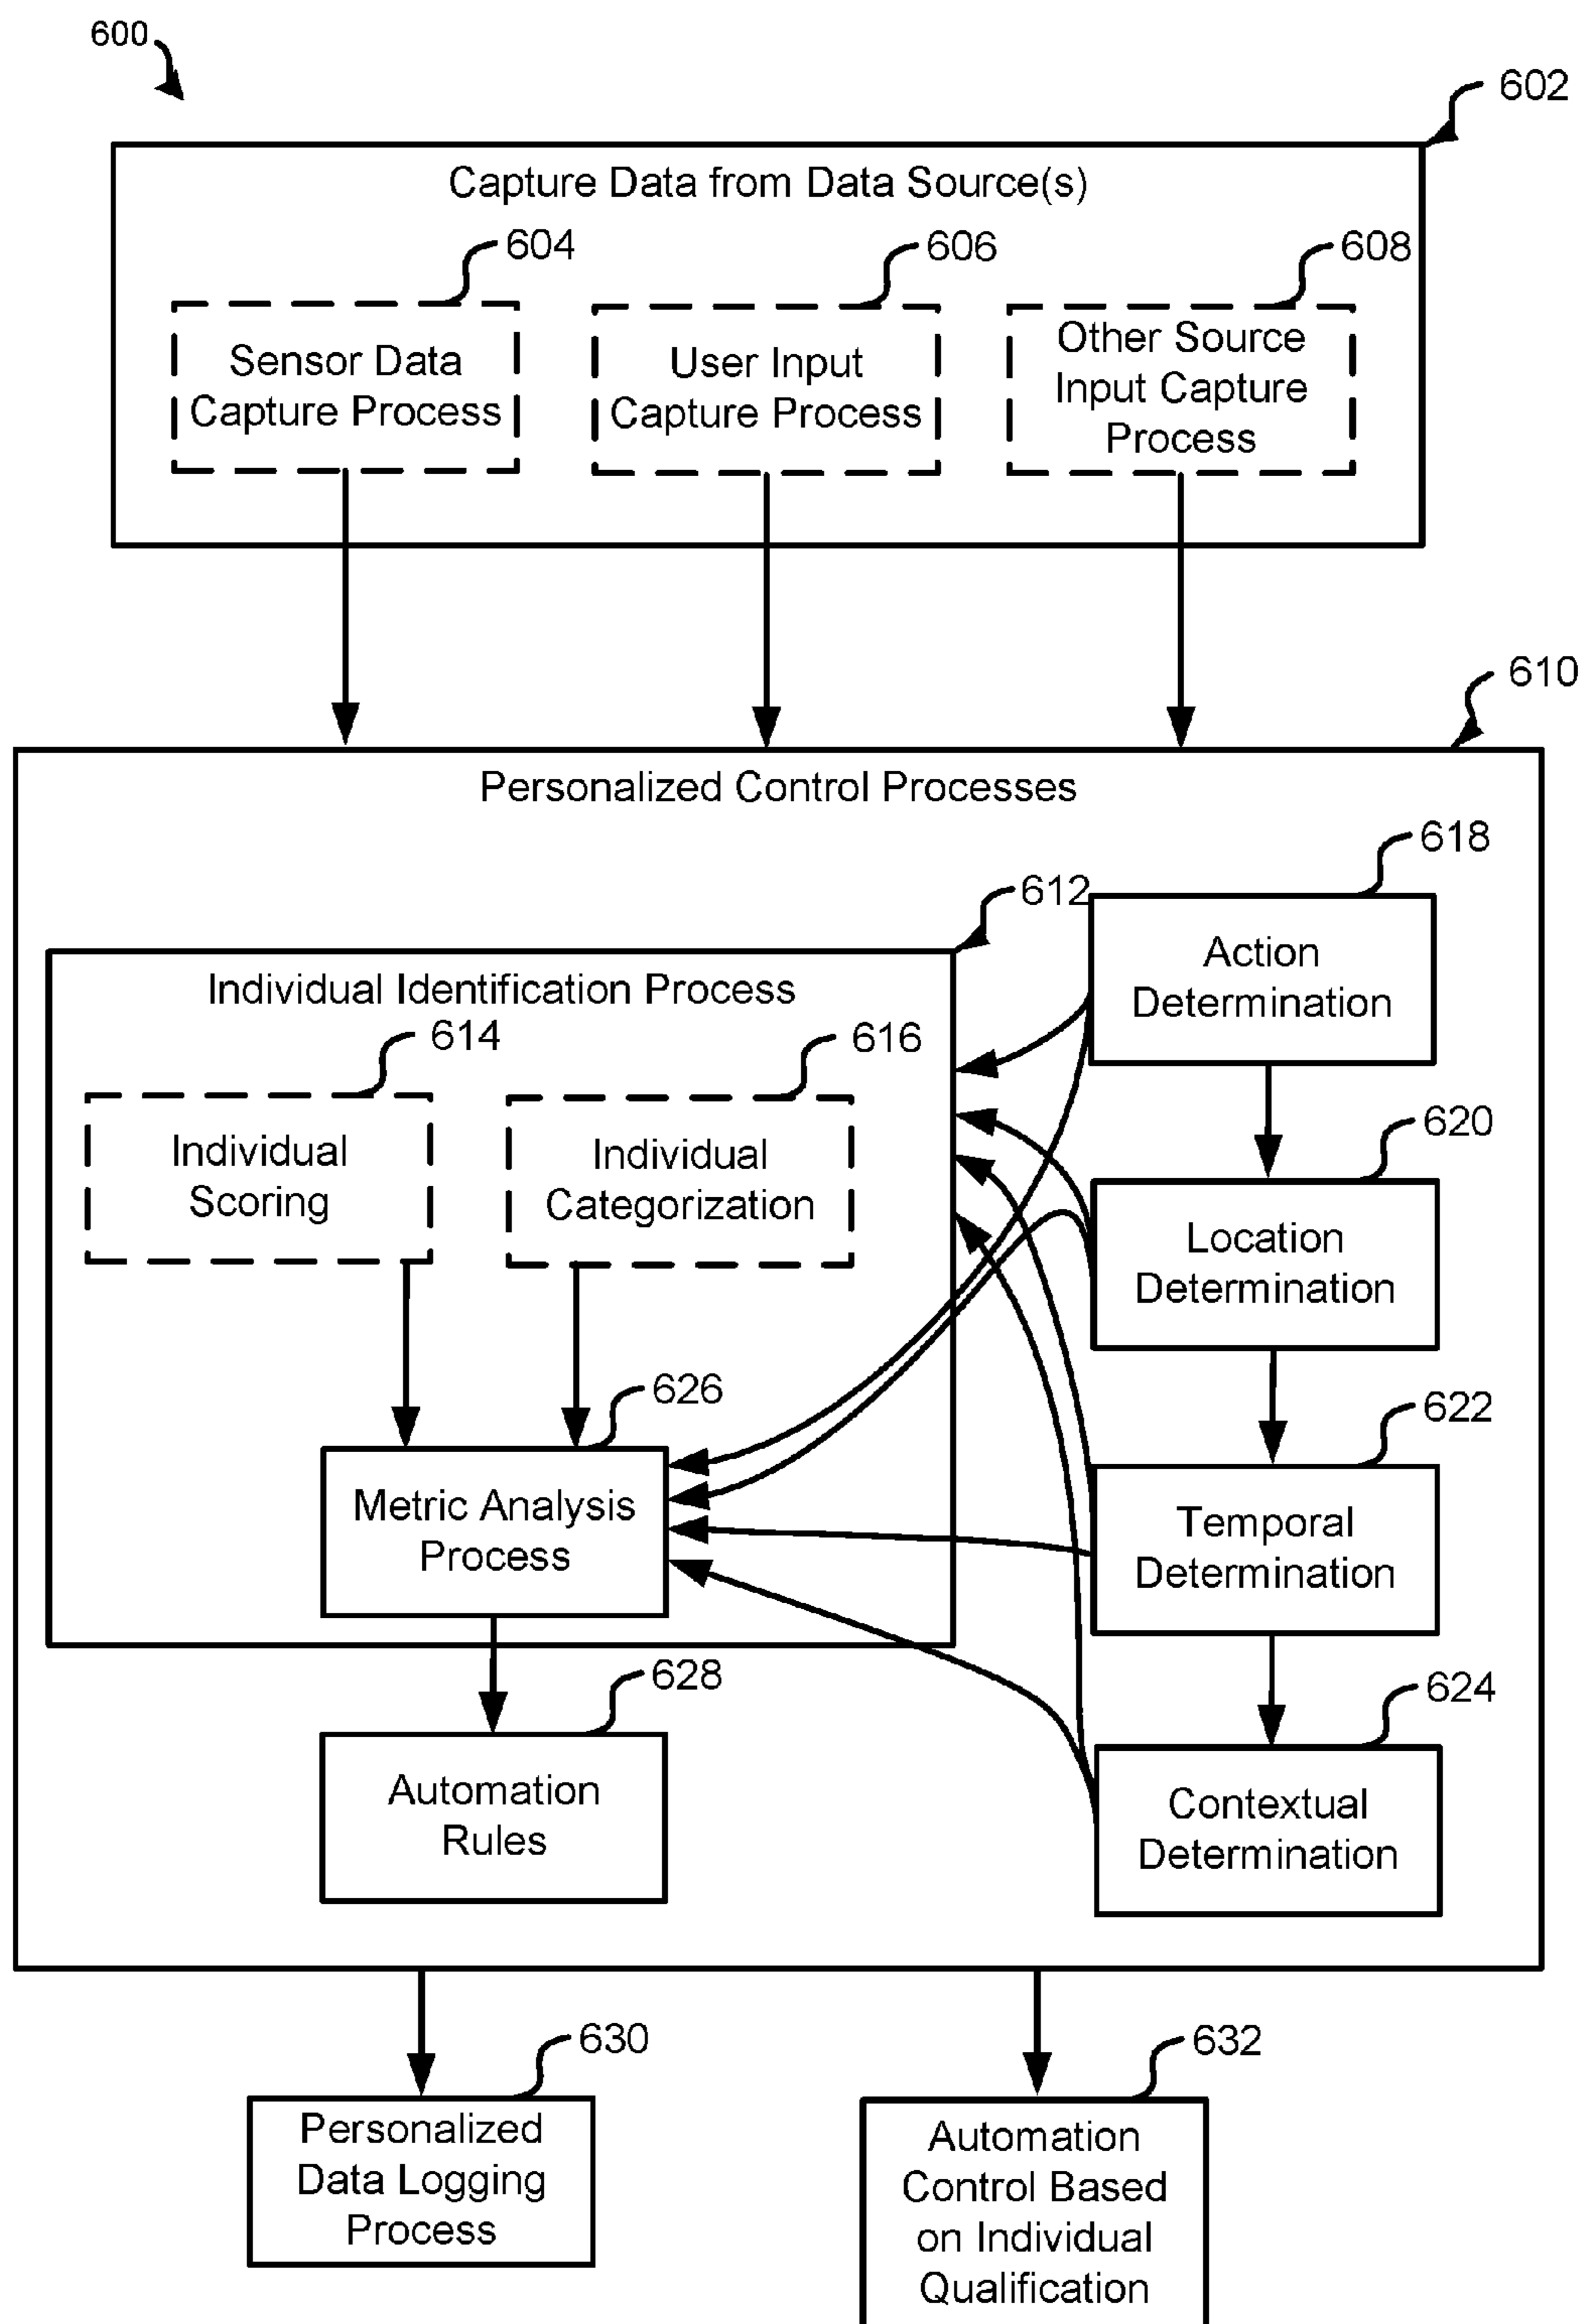 600
602
Capture Data from Data Source(s)
604
606
608
Sensor Data
Capture Process
User Input
Capture Process
Other Source
Input Capture
Process
610
Personalized Control Processes
618
612
Action
Determination
Individual Identification Process
614
616
620
Individual
Scoring
Individual
Categorization
Location
Determination
626
622
Metric Analysis
Process
Temporal
Determination
628
624
Automation
Rules
Contextual
Determination
630
632
Personalized
Data Logging
Process
Automation
Control Based
on Individual
Qualification